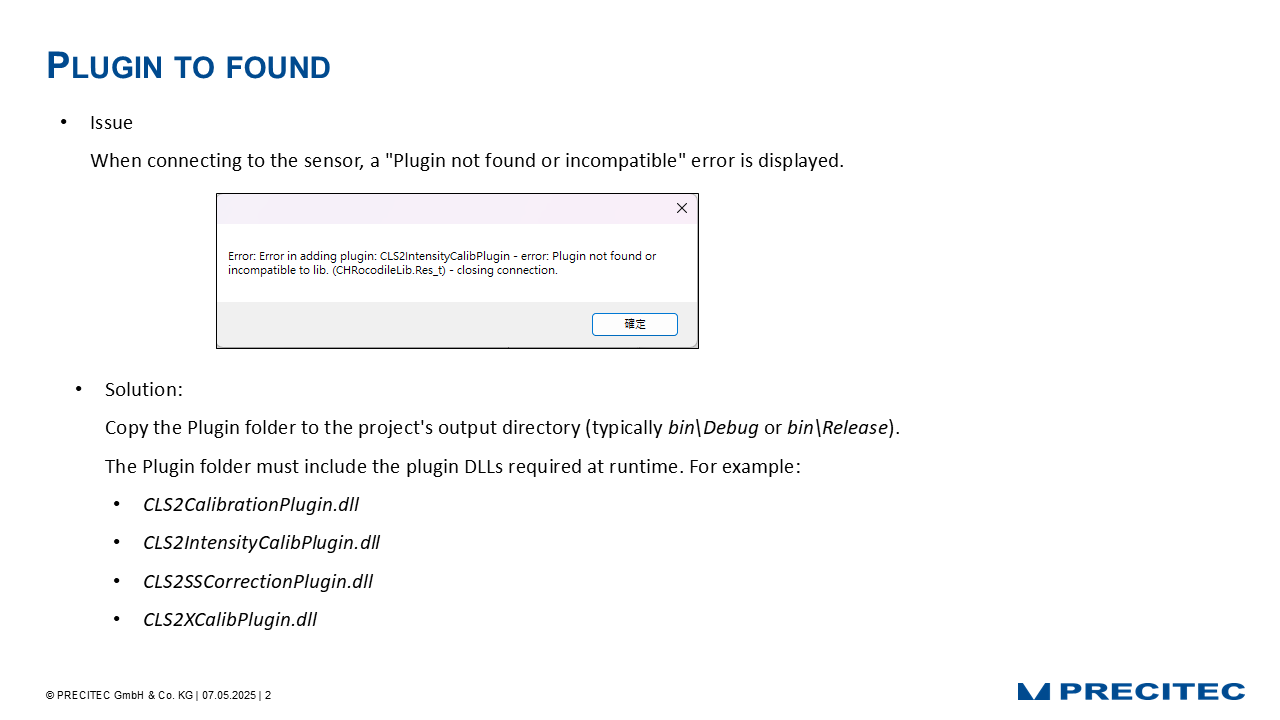 PLUGIN TO FOUND
• Issue
When connecting to the sensor, a "Plugin not found or incompatible" error is displayed.
Error: Error in adding plugin: CLS2IntensityCalibPlugin - error: Plugin not found or
incompatible to lib. (CHRocodileLib.Res_t) - closing connection.
確定
• Solution:
Copy the Plugin folder to the project's output directory (typically bin\Debug or bin\Release).
The Plugin folder must include the plugin DLLs required at runtime. For example:
• CLS2CalibrationPlugin.dll
• CLS2IntensityCalibPlugin.dll
• CLS2SSCorrectionPlugin.dll
• CLS2XCalibPlugin.dll
© PRECITEC GmbH & Co. KG | 07.05.2025 | 2
PRECITEC